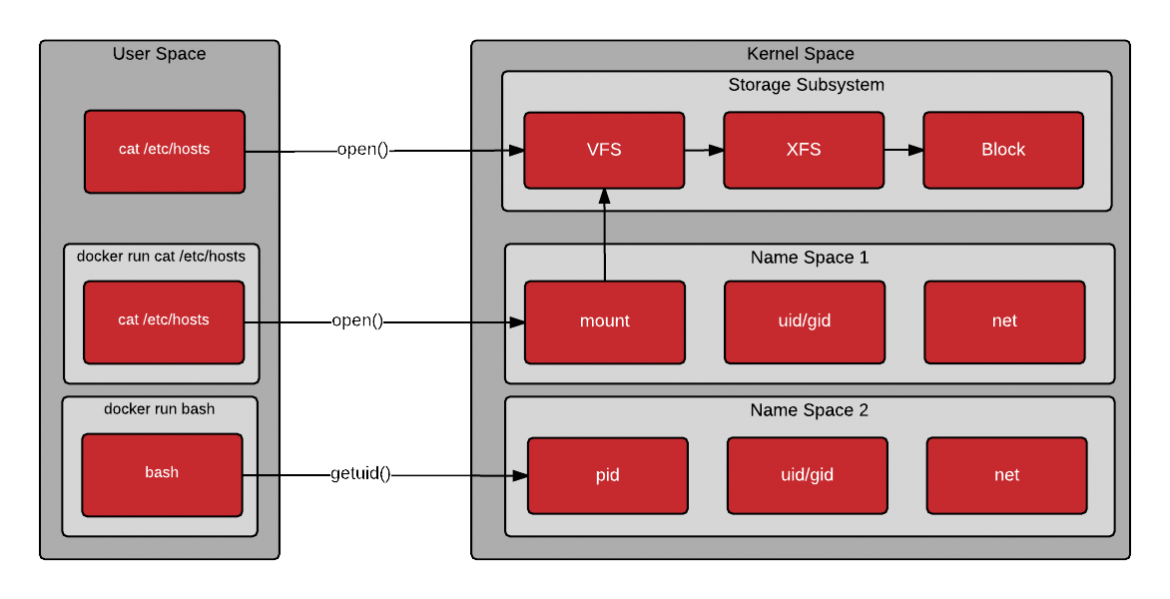 User Space
Kernel Space
Storage Subsystem
cat /etc/hosts
open()
VFS
XFS
Block
docker run cat /etc/hosts
Name Space 1
cat /etc/hosts
open()
mount
uid/gid
net
docker run bash
Name Space 2
bash
getuid()
pid
uid/gid
net